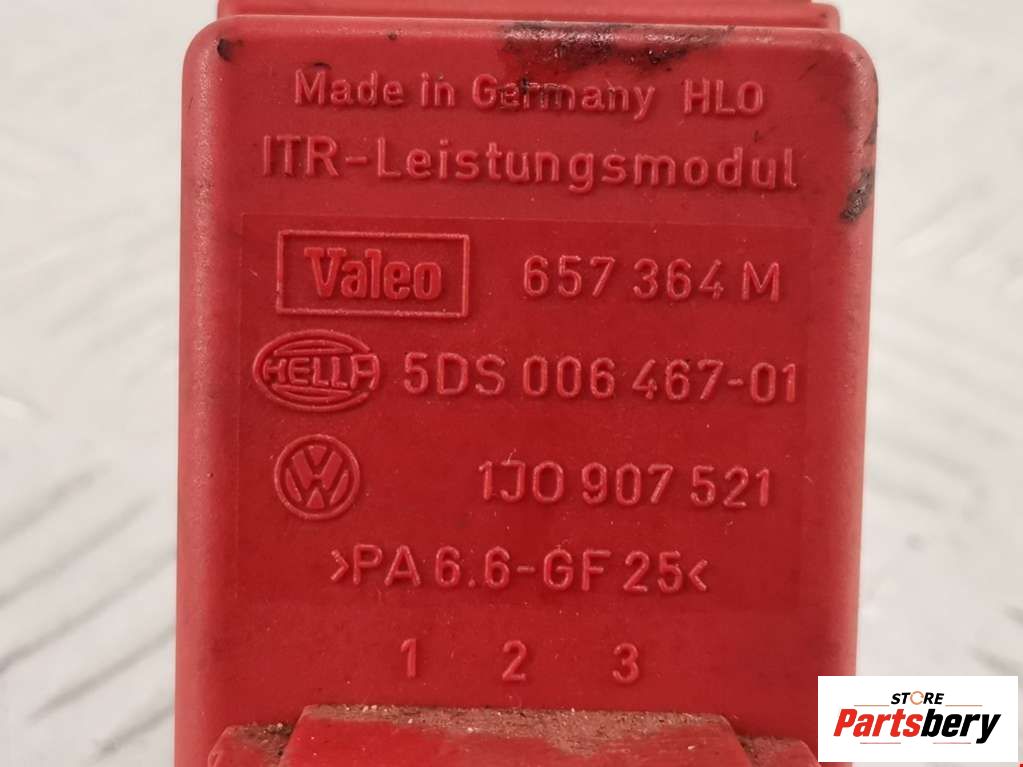 Made in Germany HLO
ITR-Leistungsmodul
Valeo 657 364 M
HELLA 5DS 006 467-01
VW 1J0 907 521
>PA 6.6-GF 25<
1 2 3
STORE
Partsbery